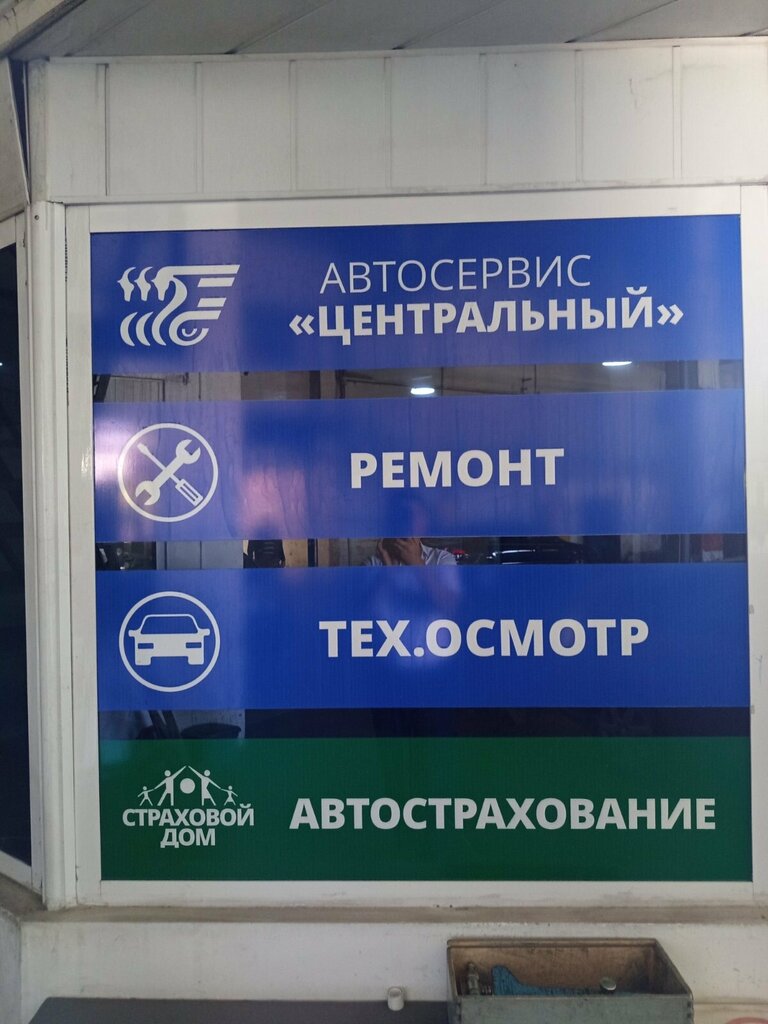 АВТОСЕРВИС
«ЦЕНТРАЛЬНЫЙ»
РЕМОНТ
ТЕХ.ОСМОТР
СТРАХОВОЙ
ДОМ
АВТОСТРАХОВАНИЕ